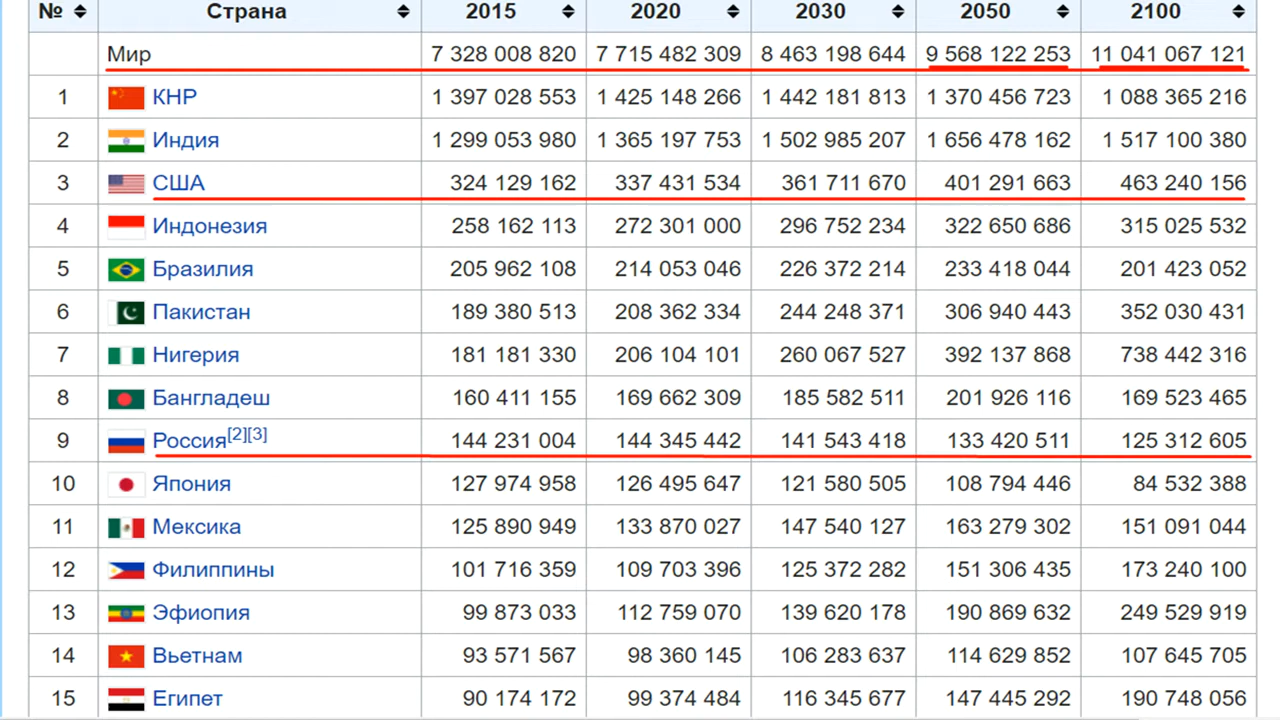 № Страна 2015 2020 2030 2050 2100
Мир 7 328 008 820 7 715 482 309 8 463 198 644 9 568 122 253 11 041 067 121
1 КНР 1 397 028 553 1 425 148 266 1 442 181 813 1 370 456 723 1 088 365 216
2 Индия 1 299 053 980 1 365 197 753 1 502 985 207 1 656 478 162 1 517 100 380
3 США 324 129 162 337 431 534 361 711 670 401 291 663 463 240 156
4 Индонезия 258 162 113 272 301 000 296 752 234 322 650 686 315 025 532
5 Бразилия 205 962 108 214 053 046 226 372 214 233 418 044 201 423 052
6 Пакистан 189 380 513 208 362 334 244 248 371 306 940 443 352 030 431
7 Нигерия 181 181 330 206 104 101 260 067 527 392 137 868 738 442 316
8 Бангладеш 160 411 155 169 662 309 185 582 511 201 926 116 169 523 465
9 Россия[2][3] 144 231 004 144 345 442 141 543 418 133 420 511 125 312 605
10 Япония 127 974 958 126 495 647 121 580 505 108 794 446 84 532 388
11 Мексика 125 890 949 133 870 027 147 540 127 163 279 302 151 091 044
12 Филиппины 101 716 359 109 703 396 125 372 282 151 306 435 173 240 100
13 Эфиопия 99 873 033 112 759 070 139 620 178 190 869 632 249 529 919
14 Вьетнам 93 571 567 98 360 145 106 283 637 114 629 852 107 645 705
15 Египет 90 174 172 99 374 484 116 345 677 147 445 292 190 748 056